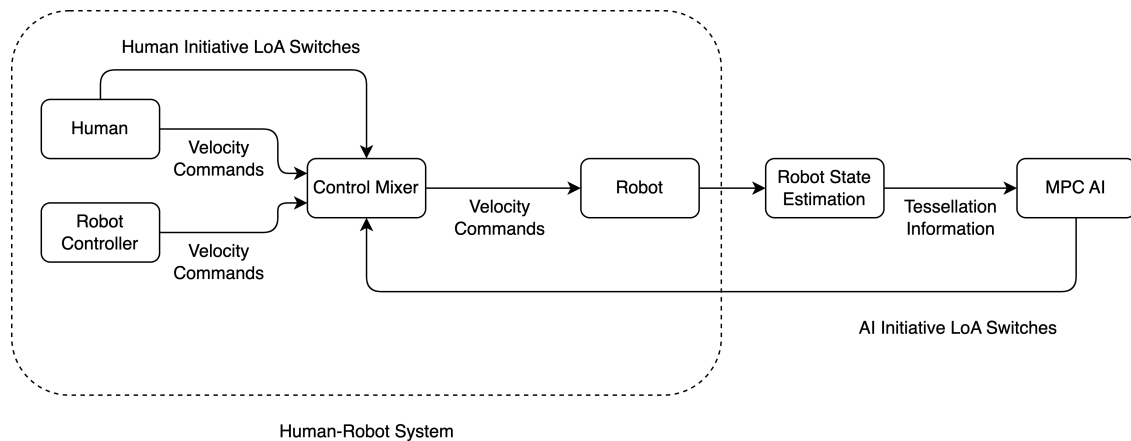 Human Initiative LoA Switches
Human
Velocity
Commands
Robot
Controller
Velocity
Commands
Control Mixer
Velocity
Commands
Robot
Robot State
Estimation
Tessellation
Information
MPC AI
AI Initiative LoA Switches
Human-Robot System